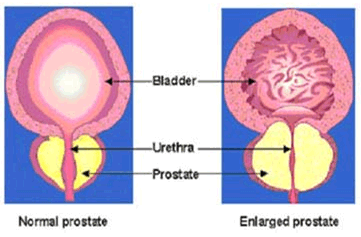 Bladder
Urethra
Prostate
Normal prostate
Enlarged prostate